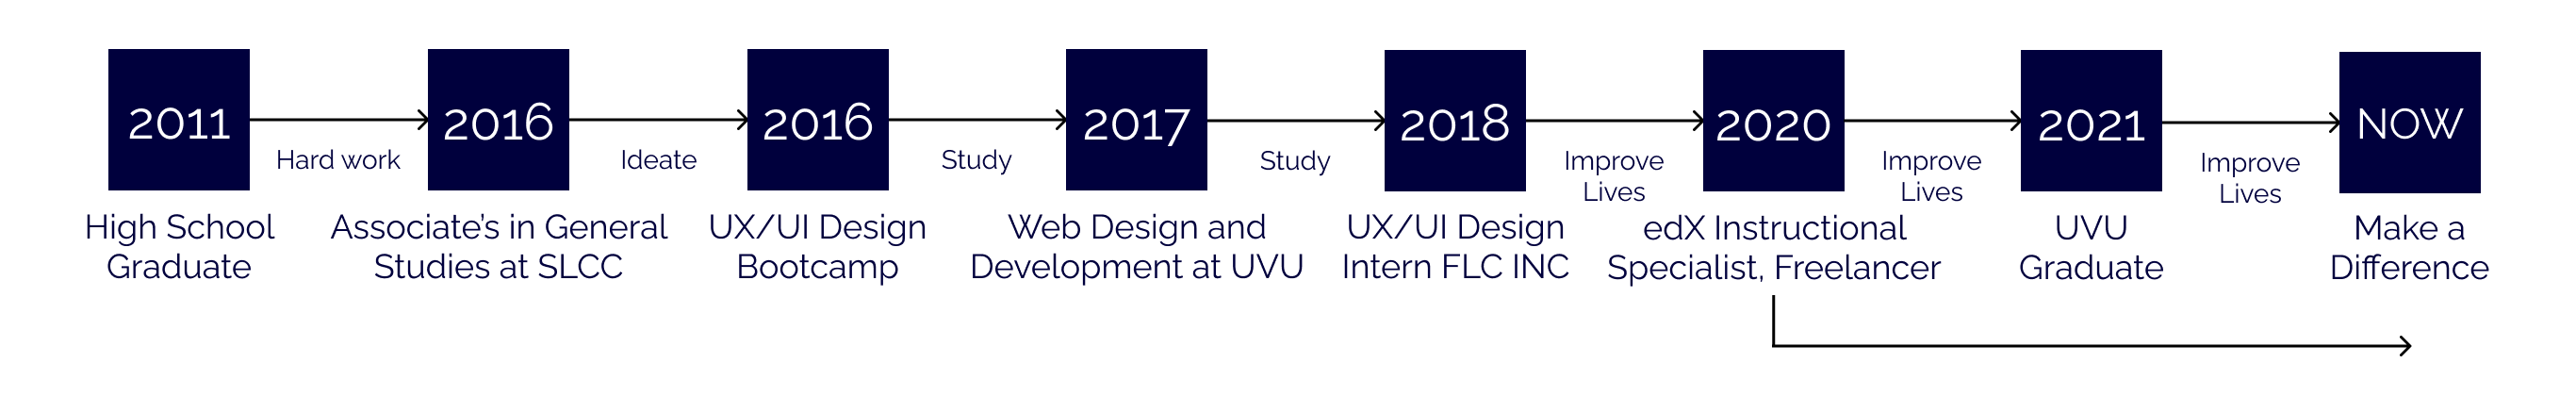 2011
2016
2016
2017
2018
2020
2021
NOW
Hard work
Ideate
Study
Study
Improve
Lives
Improve
Lives
Improve
Lives
High School
Graduate
Associate's in General
Studies at SLCC
UX/UI Design
Bootcamp
Web Design and
Development at UVU
UX/UI Design
Intern FLC INC
edX Instructional
Specialist, Freelancer
UVU
Graduate
Make a
Difference